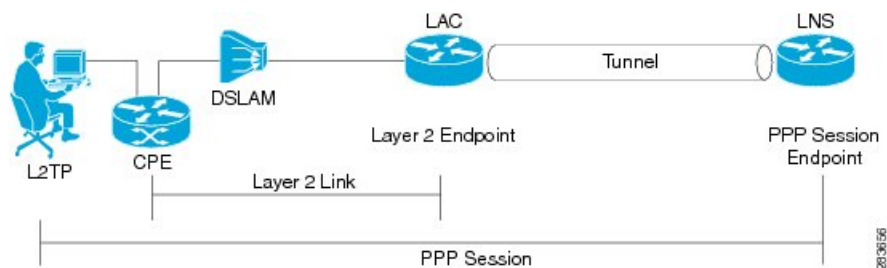 LAC
LNS
Tunnel
DSLAM
Layer 2 Endpoint
PPP Session
Endpoint
CPE
L2TP
Layer 2 Link
PPP Session
283656